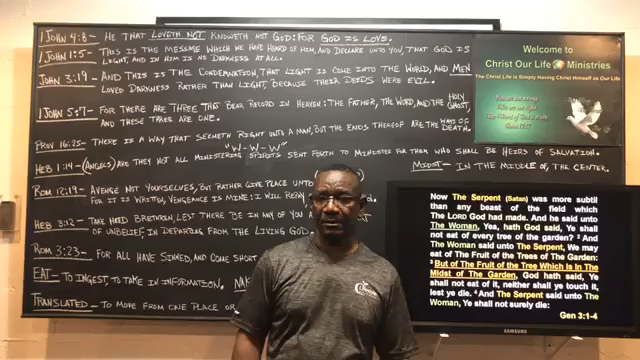 1 JOHN 4:8 - HE THAT LOVETH NOT KNOWETH NOT GOD: FOR GOD IS LOVE.
1 JOHN 1:5 - THIS IS THE MESSAGE WHICH WE HAVE HEARD OF HIM, AND DECLARE UNTO YOU, THAT GOD IS
LIGHT, AND IN HIM IS NO DARKNESS AT ALL.
JOHN 3:19 - AND THIS IS THE CONDEMNATION, THAT LIGHT IS COME INTO THE WORLD, AND MEN
LOVED DARKNESS RATHER THAN LIGHT, BECAUSE THEIR DEEDS WERE EVIL.
1 JOHN 5:7 - FOR THERE ARE THREE THAT BEAR RECORD IN HEAVEN: THE FATHER, THE WORD, AND THE HOLY GHOST,
AND THESE THREE ARE ONE.
PROV 16:25 - THERE IS A WAY THAT SEEMETH RIGHT UNTO A MAN, BUT THE ENDS THEREOF ARE THE WAYS OF DEATH.
"W-W-W"
HEB 1:14 - (ANGELS) ARE THEY NOT ALL MINISTERING SPIRITS SENT FORTH TO MINISTER FOR THEM WHO SHALL BE HEIRS OF SALVATION.
MIDST - IN THE MIDDLE OF THE CENTER.
ROM 12:19 - AVENGE NOT YOURSELVES, BUT RATHER GIVE PLACE UNTO
FOR IT IS WRITTEN, VENGENCE IS MINE: I WILL REPAY
HEB 3:12 - TAKE HEED BRETHREN, LEST THERE BE IN ANY OF YOU A
OF UNBELIEF, IN DEPARTING FROM THE LIVING GOD.
ROM 3:23 - FOR ALL HAVE SINNED, AND COME SHORT
EAT - TO INGEST, TO TAKE IN INFORMATION.
TRANSLATED - TO MOVE FROM ONE PLACE OR
Welcome to
Christ Our Life Ministries
The Christ Life is Simply Having Christ Himself as Our Life
Now The Serpent (Satan) was more subtil
than any beast of the field which
The LORD God had made. And he said unto
The Woman, Yea, hath God said, Ye shall
not eat of every tree of the garden? 2 And
The Woman said unto The Serpent, We may
eat of The Fruit of The Trees of The Garden:
3 But of The Fruit of the Tree Which is in The
Midst of The Garden, God hath said, Ye
shall not eat of it, neither shall ye touch it,
lest ye die. 4 And The Serpent said unto The
Woman, Ye shall not surely die:
Gen 3:1-4
SAMSUNG